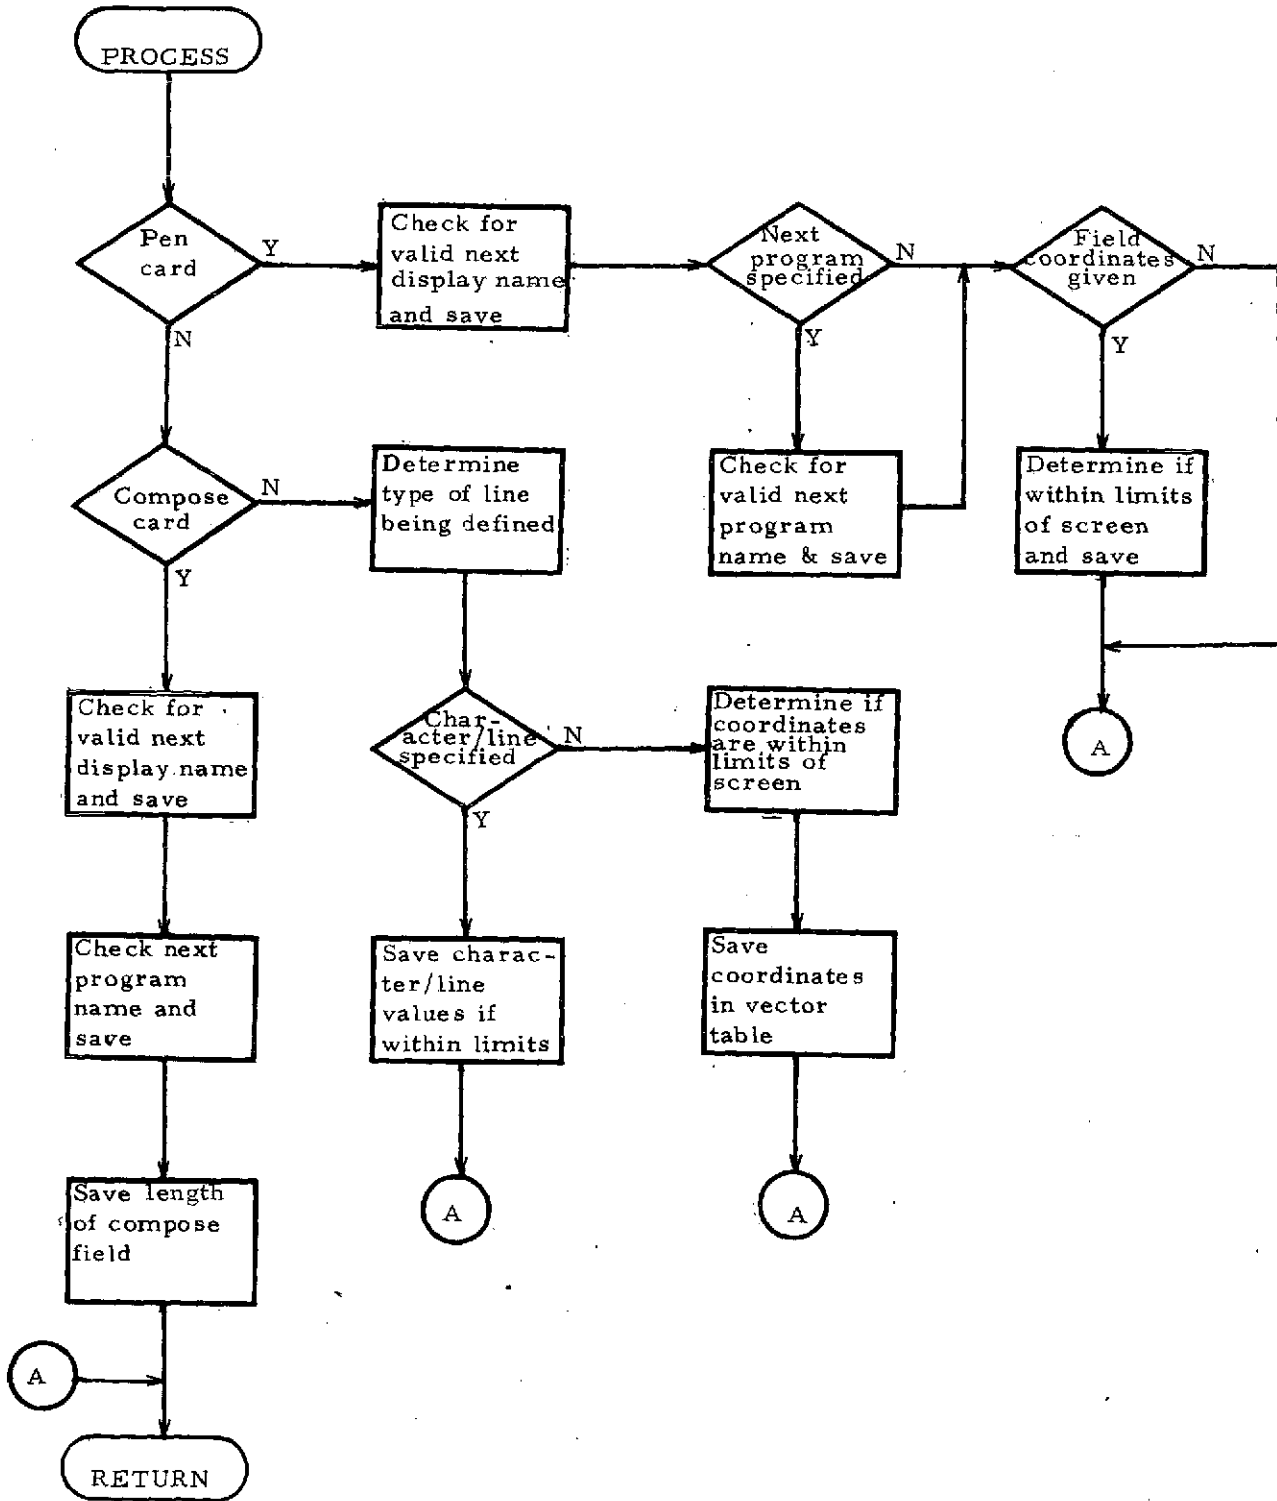 PROCESS
Pen
card
Y
N
Check for
valid next
display name
and save
Next
program
specified
N
Y
Field
coordinates
given
N
Y
Compose
card
N
Y
Determine
type of line
being defined
Check for
valid next
program
name & save
Determine if
within limits
of screen
and save
A
Check for
valid next
display name
and save
Char-
acter/line
specified
N
Y
Determine if
coordinates
are within
limits of
screen
Check next
program
name and
save
Save charac-
ter/line
values if
within limits
Save
coordinates
in vector
table
A
A
Save length
of compose
field
A
RETURN